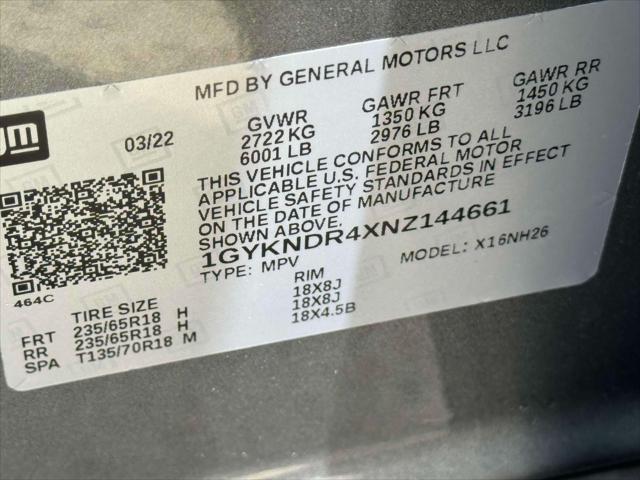 MFD BY GENERAL MOTORS LLC
gm
03/22
GVWR GAWR FRT GAWR RR
2722 KG 1350 KG 1450 KG
6001 LB 2976 LB 3196 LB
THIS VEHICLE CONFORMS TO ALL
APPLICABLE U.S. FEDERAL MOTOR
VEHICLE SAFETY STANDARDS IN EFFECT
ON THE DATE OF MANUFACTURE
SHOWN ABOVE.
1GYKNDR4XNZ144661
TYPE: MPV MODEL: X16NH26
464C
TIRE SIZE RIM
FRT 235/65R18 H 18X8J
RR 235/65R18 H 18X8J
SPA T135/70R18 M 18X4.5B